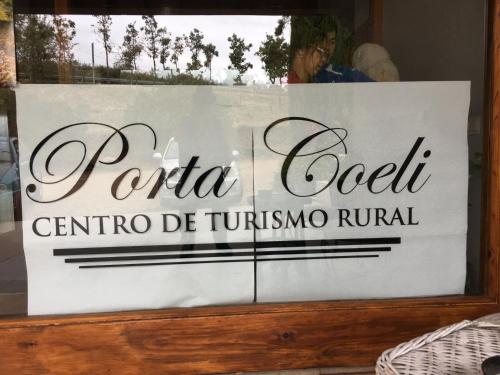 Porta Coeli
CENTRO DE TURISMO RURAL